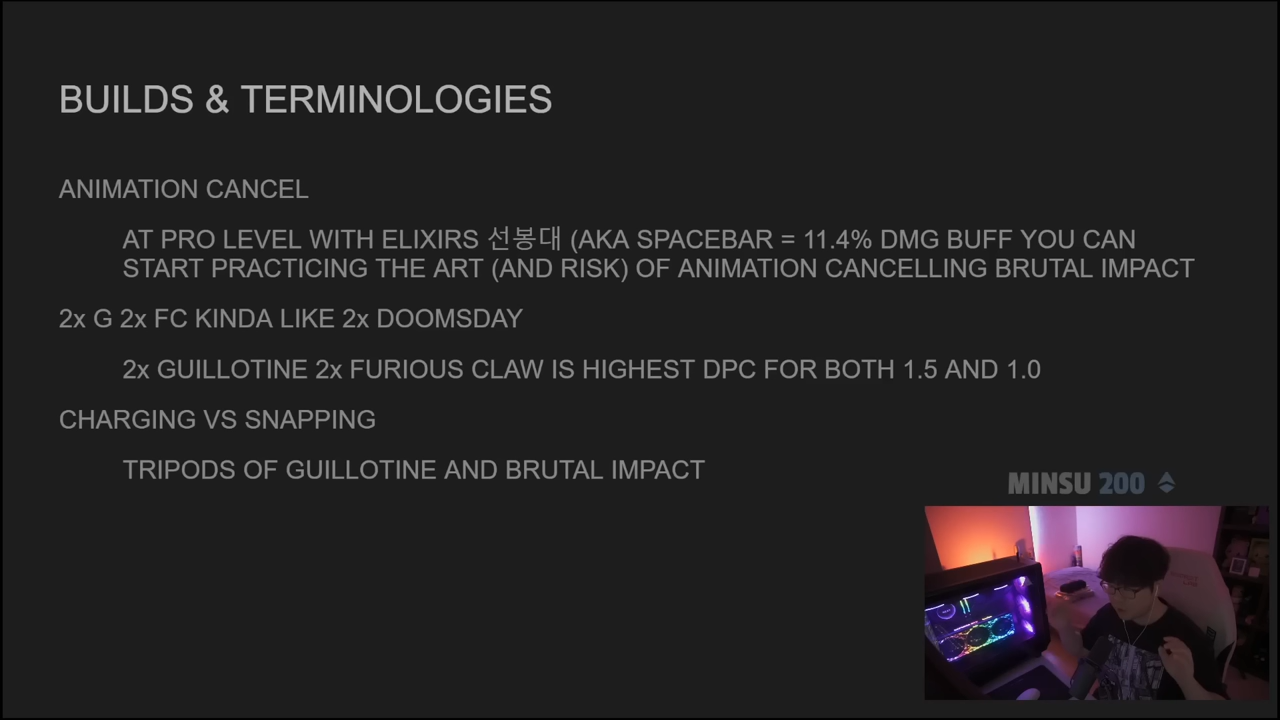 BUILDS & TERMINOLOGIES
ANIMATION CANCEL
AT PRO LEVEL WITH ELIXIRS 선봉대 (AKA SPACEBAR = 11.4% DMG BUFF YOU CAN
START PRACTICING THE ART (AND RISK) OF ANIMATION CANCELLING BRUTAL IMPACT
2x G 2x FC KINDA LIKE 2x DOOMSDAY
2x GUILLOTINE 2x FURIOUS CLAW IS HIGHEST DPC FOR BOTH 1.5 AND 1.0
CHARGING VS SNAPPING
TRIPODS OF GUILLOTINE AND BRUTAL IMPACT
MINSU 200